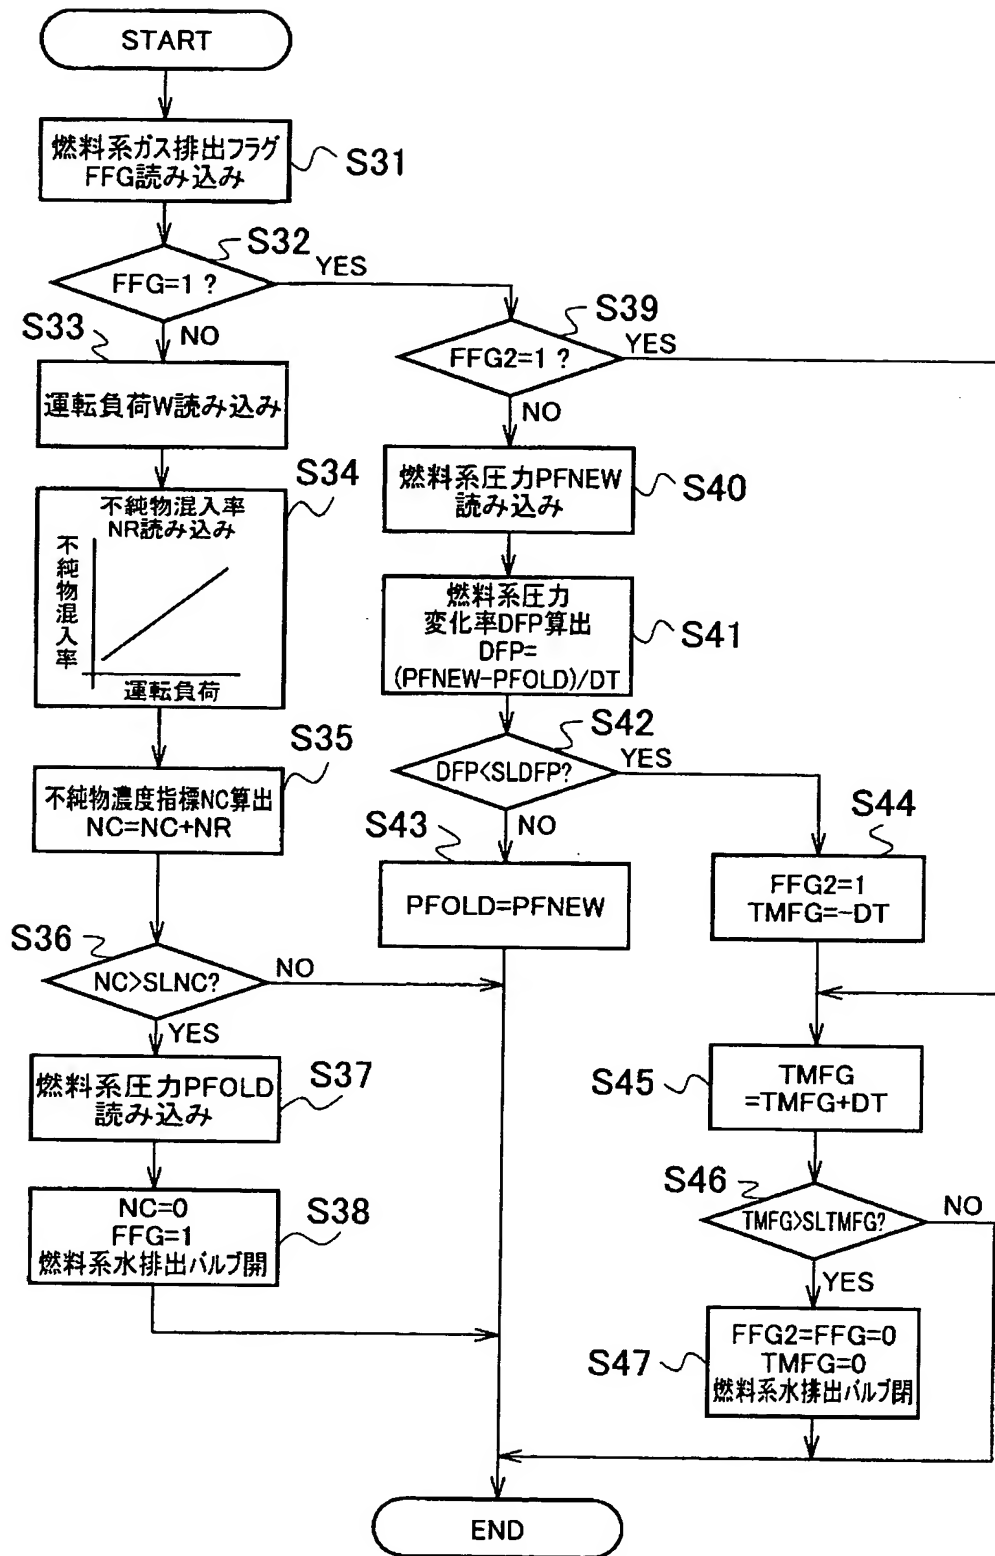 START
燃料系ガス排出フラグ
FFG読み込み
S31
S32
FFG=1 ?
YES
NO
S33
運転負荷W読み込み
S34
不純物混入率
NR読み込み
不純物混入率
運転負荷
S35
不純物濃度指標NC算出
NC=NC+NR
S36
NC>SLNC?
NO
YES
燃料系圧力PFOLD
読み込み
S37
NC=0
FFG=1
燃料系水排出バルブ開
S38
S39
FFG2=1 ?
YES
NO
燃料系圧力PFNEW
読み込み
S40
燃料系圧力
変化率DFP算出
DFP=
(PFNEW-PFOLD)/DT
S41
S42
DFP<SLDFP?
YES
NO
S43
PFOLD=PFNEW
S44
FFG2=1
TMFG=-DT
S45
TMFG
=TMFG+DT
S46
TMFG>SLTMFG?
NO
YES
S47
FFG2=FFG=0
TMFG=0
燃料系水排出バルブ閉
END